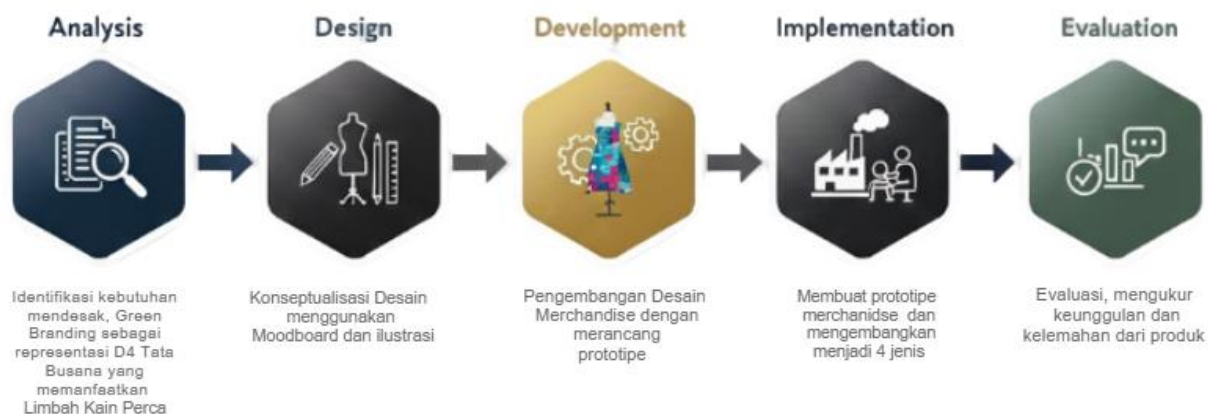 Analysis
Design
Development
Implementation
Evaluation
Identifikasi kebutuhan
mendesak, Green
Branding sebagai
representasi D4 Tata
Busana yang
memanfaatkan
Limbah Kain Perca
Konseptualisasi Desain
menggunakan
Moodboard dan ilustrasi
Pengembangan Desain
Merchandise dengan
merancang
prototipe
Membuat prototipe
merchanidse dan
mengembangkan
menjadi 4 jenis
Evaluasi, mengukur
keunggulan dan
kelemahan dari produk